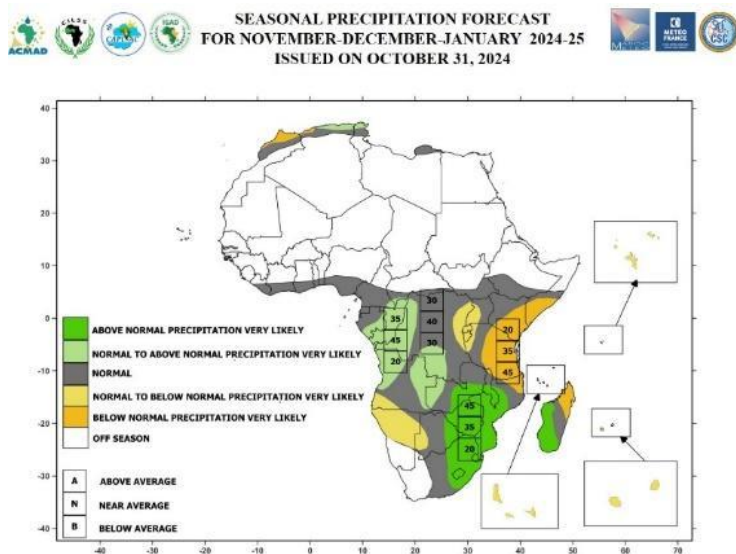 SEASONAL PRECIPITATION FORECAST
FOR NOVEMBER-DECEMBER-JANUARY 2024-25
ISSUED ON OCTOBER 31, 2024
ACMAD
CILSS
IGAD
METEO
FRANCE
CSC
40
30
20
10
0
-10
-20
-30
-40
ABOVE NORMAL PRECIPITATION VERY LIKELY
NORMAL TO ABOVE NORMAL PRECIPITATION VERY LIKELY
NORMAL
NORMAL TO BELOW NORMAL PRECIPITATION VERY LIKELY
BELOW NORMAL PRECIPITATION VERY LIKELY
OFF SEASON
A ABOVE AVERAGE
N NEAR AVERAGE
B BELOW AVERAGE
35
45
20
30
40
30
20
35
45
45
35
20
-40 -30 -20 -10 0 10 20 30 40 50 60 70